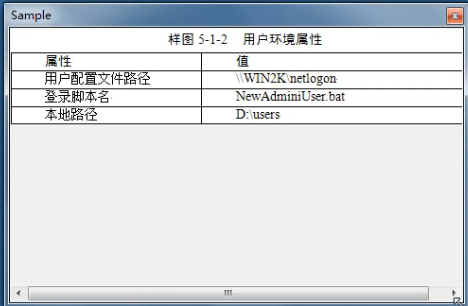 Sample
样图 5-1-2 用户环境属性
属性 值
用户配置文件路径 \\WIN2K\netlogon
登录脚本名 NewAdminiUser.bat
本地路径 D:\users